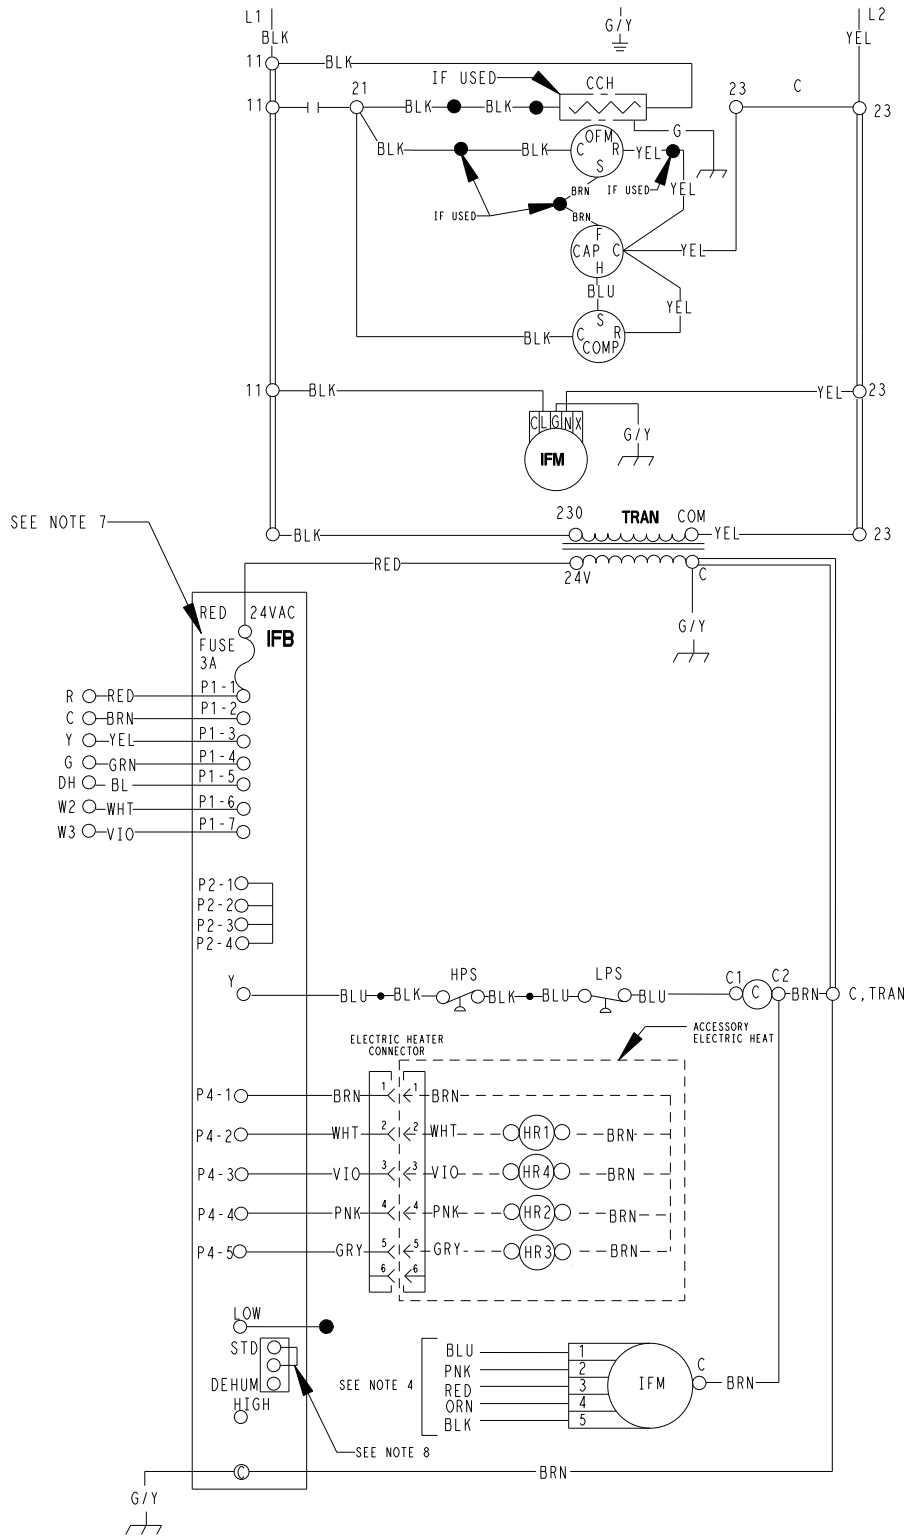 L1
G/Y
L2
BLK
YEL
11
BLK
IF USED
CCH
21
23
C
11
BLK
BLK
23
G
OFM
BLK
BLK
C
R
YEL
S
BRN
IF USED
YEL
IF USED
BRN
F
CAP
C
YEL
H
BLU
YEL
S
BLK
C
R
COMP
11
BLK
YEL
23
C L G N X
G/Y
IFM
230
TRAN
COM
SEE NOTE 7
BLK
YEL
23
RED
24V
C
RED
24VAC
G/Y
IFB
FUSE
3A
R
RED
P1-1
C
BRN
P1-2
Y
YEL
P1-3
G
GRN
P1-4
DH
BL
P1-5
W2
WHT
P1-6
W3
VIO
P1-7
P2-1
P2-2
P2-3
P2-4
Y
HPS
LPS
C1
C2
BLU
BLK
BLK
BLU
BLU
C
BRN
C,TRAN
ACCESSORY
ELECTRIC HEAT
ELECTRIC HEATER
CONNECTOR
P4-1
BRN
1
1
BRN
P4-2
WHT
2
2
WHT
HR1
BRN
P4-3
VIO
3
3
VIO
HR4
BRN
P4-4
PNK
4
4
PNK
HR2
BRN
P4-5
GRY
5
5
GRY
HR3
BRN
6
6
LOW
STD
DEHUM
HIGH
SEE NOTE 4
BLU
1
PNK
2
RED
3
ORN
4
BLK
5
IFM
C
BRN
SEE NOTE 8
C
BRN
G/Y